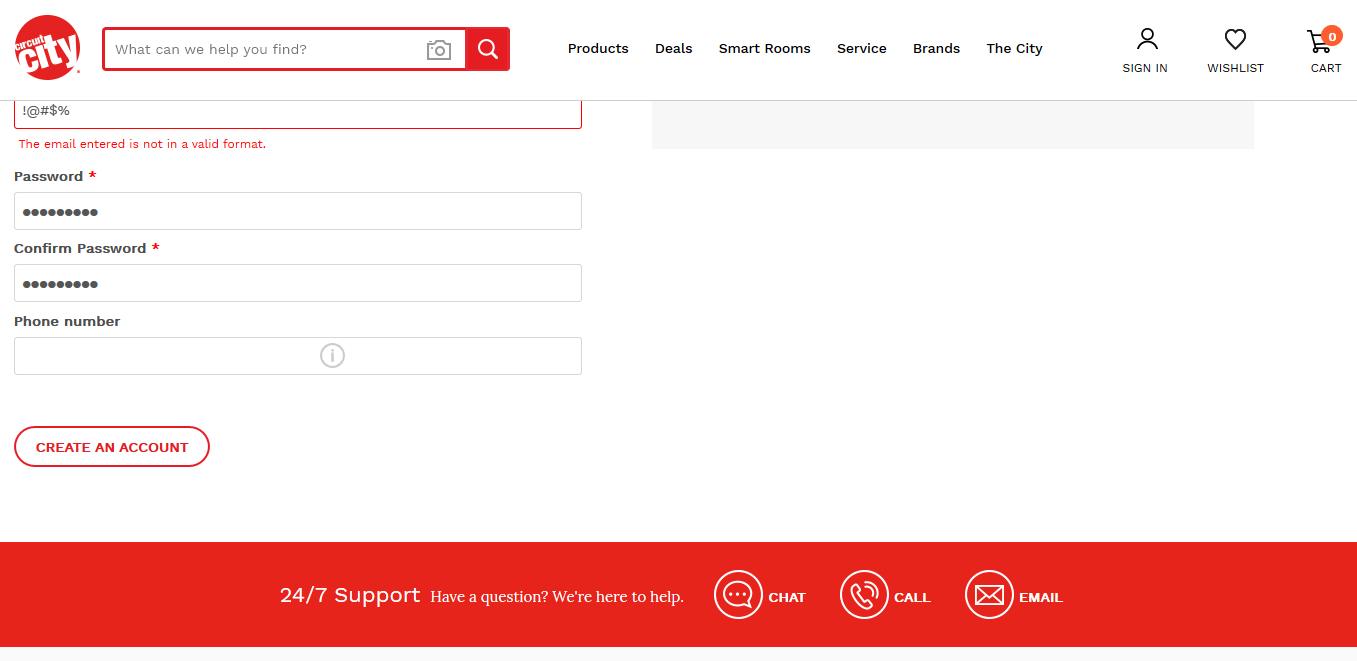 circuit city
What can we help you find?
Products Deals Smart Rooms Service Brands The City
SIGN IN WISHLIST 0 CART
!@#$%
The email entered is not in a valid format.
Password *
●●●●●●●●●
Confirm Password *
●●●●●●●●●
Phone number
i
CREATE AN ACCOUNT
24/7 Support Have a question? We're here to help. CHAT CALL EMAIL